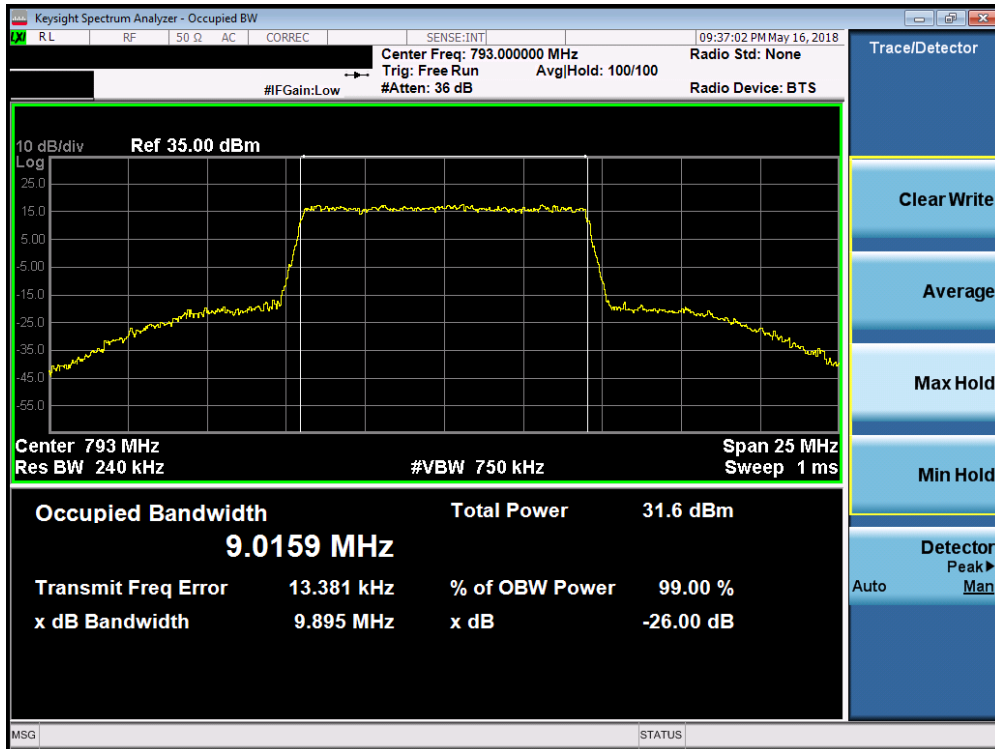 Keysight Spectrum Analyzer - Occupied BW
LXI RL RF 50 Ω AC CORREC SENSE:INT 09:37:02 PM May 16, 2018
Center Freq: 793.000000 MHz Radio Std: None
Trig: Free Run Avg|Hold: 100/100
#IFGain:Low #Atten: 36 dB Radio Device: BTS
10 dB/div Ref 35.00 dBm
Log
25.0
15.0
5.00
-5.00
-15.0
-25.0
-35.0
-45.0
-55.0
Center 793 MHz Span 25 MHz
Res BW 240 kHz #VBW 750 kHz Sweep 1 ms
Occupied Bandwidth Total Power 31.6 dBm
9.0159 MHz
Transmit Freq Error 13.381 kHz % of OBW Power 99.00 %
x dB Bandwidth 9.895 MHz x dB -26.00 dB
MSG STATUS
Trace/Detector
Clear Write
Average
Max Hold
Min Hold
Detector
Peak▶
Auto Man